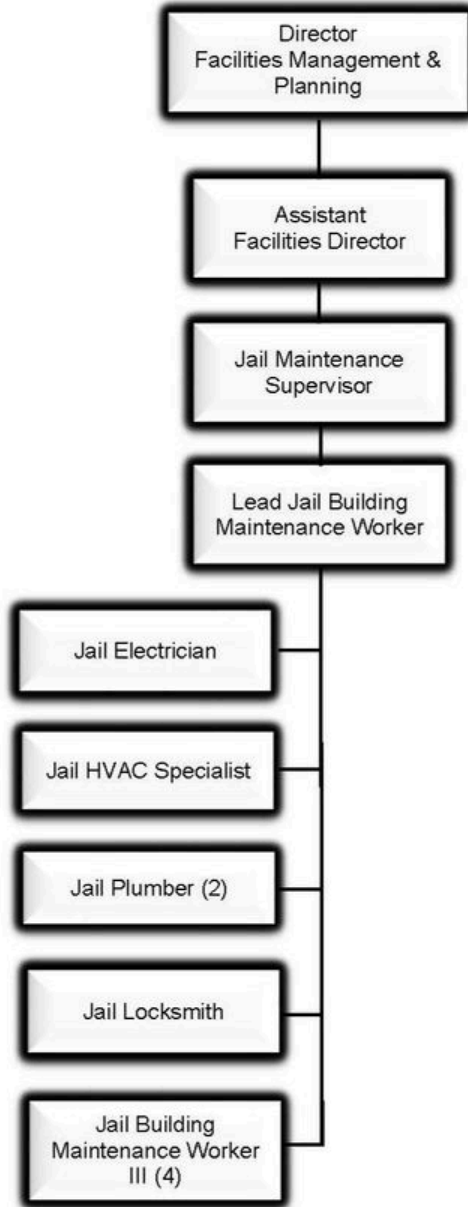 Director
Facilities Management &
Planning
Assistant
Facilities Director
Jail Maintenance
Supervisor
Lead Jail Building
Maintenance Worker
Jail Electrician
Jail HVAC Specialist
Jail Plumber (2)
Jail Locksmith
Jail Building
Maintenance Worker
III (4)